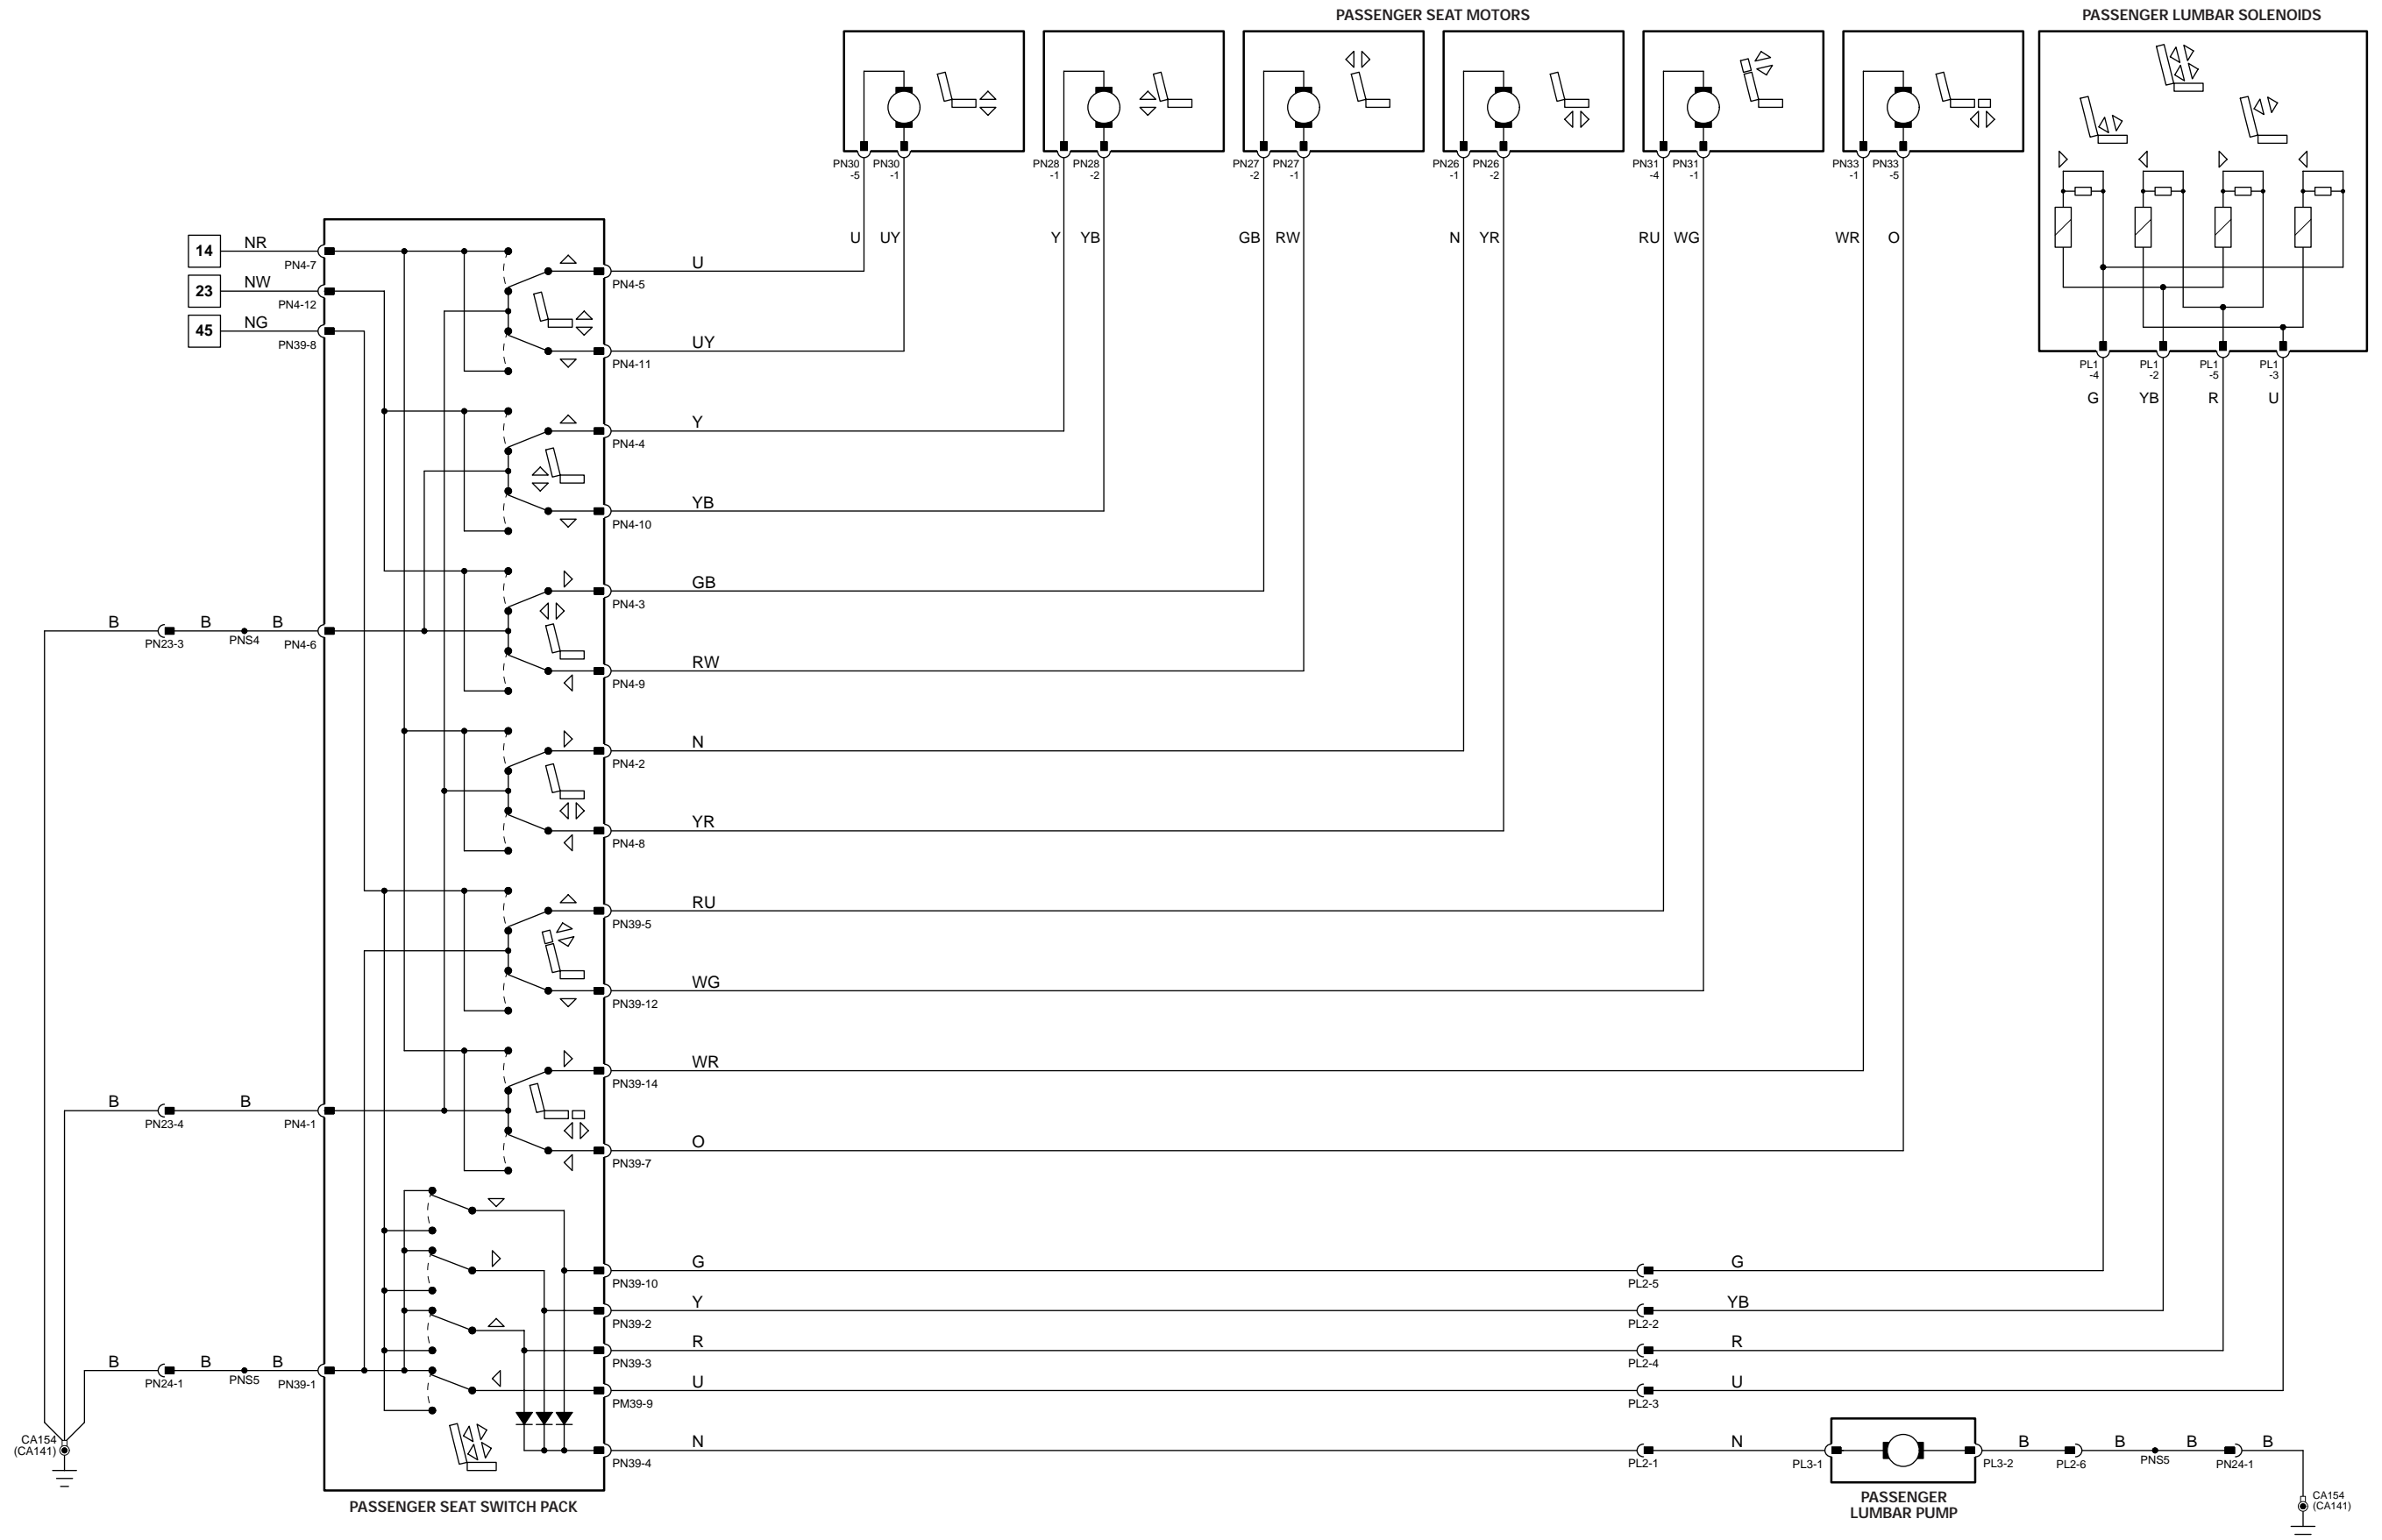 PASSENGER SEAT MOTORS
PASSENGER LUMBAR SOLENOIDS
PN30 -5
PN30 -1
PN28 -1
PN28 -2
PN27 -2
PN27 -1
PN26 -1
PN26 -2
PN31 -4
PN31 -1
PN33 -1
PN33 -5
U UY Y YB GB RW N YR RU WG WR O
14 NR PN4-7
23 NW PN4-12
45 NG PN39-8
PN4-5 U
PN4-11 UY
PN4-4 Y
PN4-10 YB
PN4-3 GB
PN4-9 RW
PN4-2 N
PN4-8 YR
PN39-5 RU
PN39-12 WG
PN39-14 WR
PN39-7 O
PL1 -4
PL1 -2
PL1 -5
PL1 -3
G YB R U
B PN23-3 B PNS4 B PN4-6
B PN23-4 B PN4-1
B PN24-1 B PNS5 B PN39-1
CA154
(CA141)
PN39-10 G PL2-5 G
PN39-2 Y PL2-2 YB
PN39-3 R PL2-4 R
PM39-9 U PL2-3 U
PN39-4 N PL2-1 N PL3-1
PL3-2 B PL2-6 B PNS5 B PN24-1 B
CA154
(CA141)
PASSENGER SEAT SWITCH PACK
PASSENGER
LUMBAR PUMP